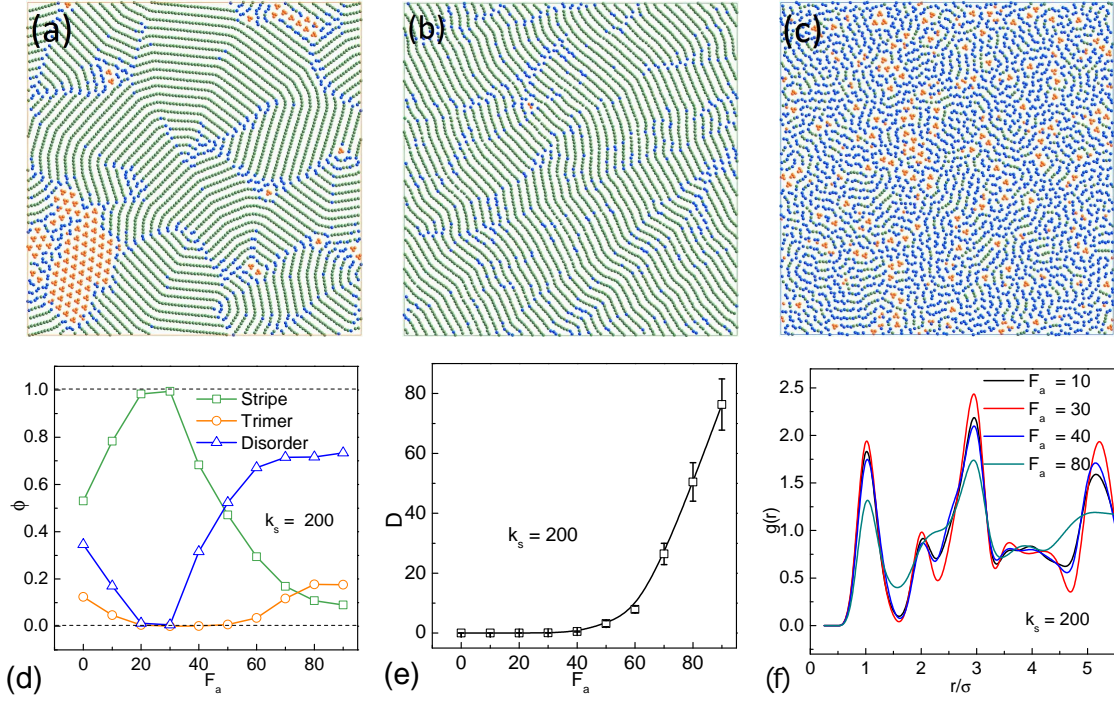 (a)
(b)
(c)
1.0
0.8
0.6
0.4
0.2
0.0
ϕ
Stripe
Trimer
Disorder
k_s = 200
0 20 40 60 80
F_a
(d)
80
60
40
20
0
D
k_s = 200
0 20 40 60 80
F_a
(e)
2.5
2.0
1.5
1.0
0.5
0.0
g(r)
F_a = 10
F_a = 30
F_a = 40
F_a = 80
k_s = 200
0 1 2 3 4 5
r/σ
(f)